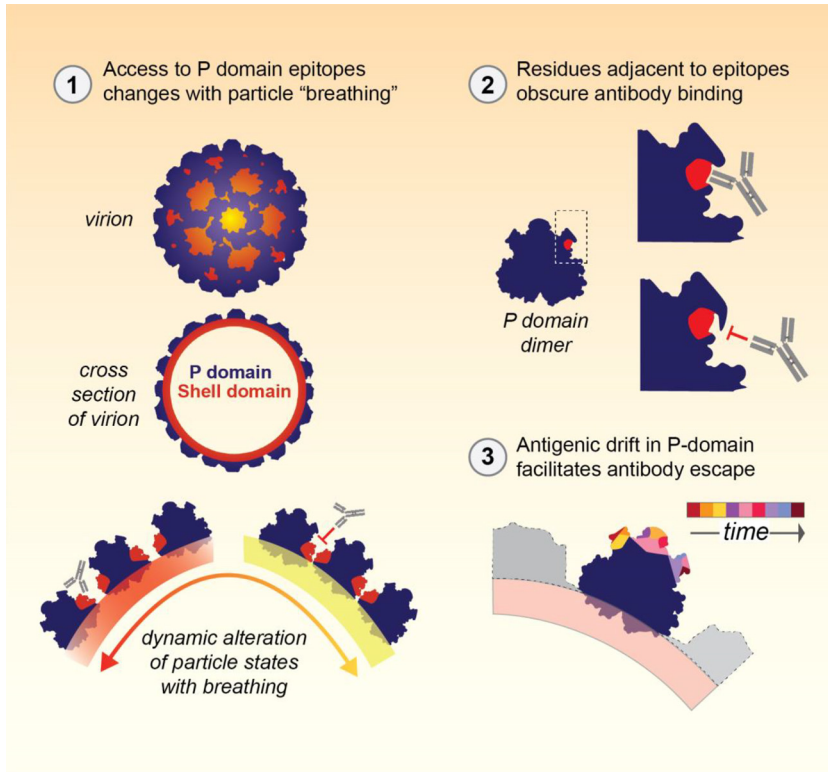 1
Access to P domain epitopes
changes with particle “breathing”
virion
cross
section
of virion
P domain
Shell domain
dynamic alteration
of particle states
with breathing
2
Residues adjacent to epitopes
obscure antibody binding
P domain
dimer
3
Antigenic drift in P-domain
facilitates antibody escape
time